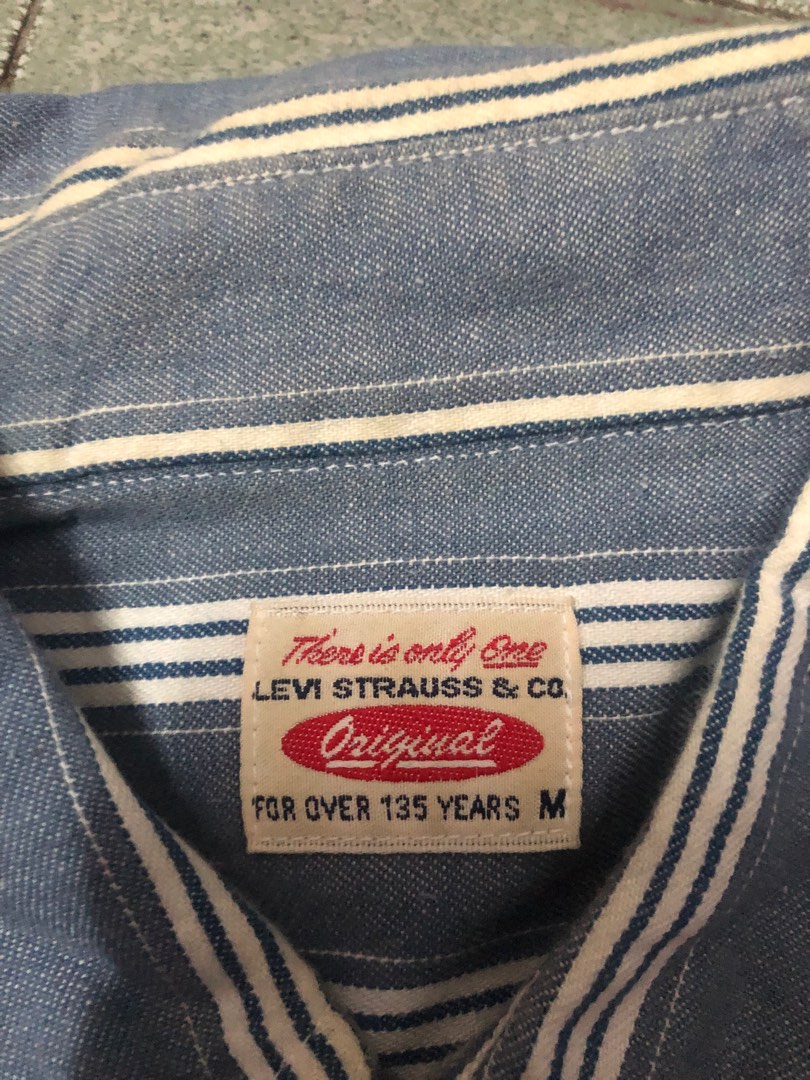 There is only One
LEVI STRAUSS & CO.
Original
FOR OVER 135 YEARS M